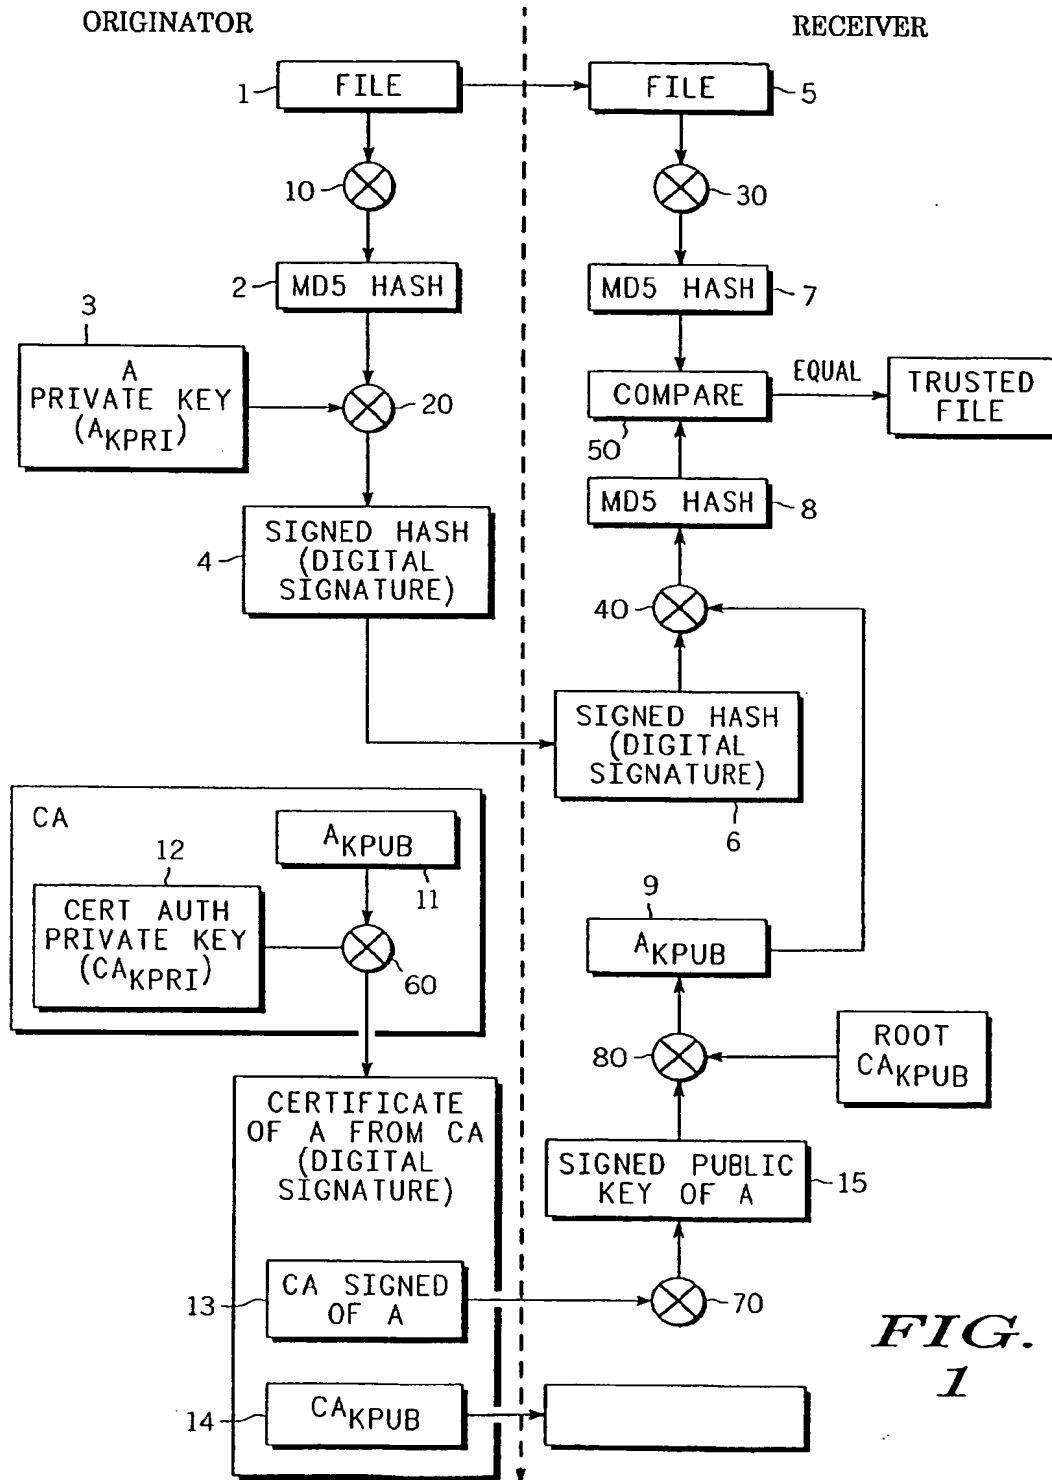 ORIGINATOR
RECEIVER
1
FILE
FILE
5
10
30
2
MD5 HASH
MD5 HASH
7
3
A
PRIVATE KEY
(AKPRI)
20
COMPARE
50
EQUAL
TRUSTED
FILE
MD5 HASH
8
4
SIGNED HASH
(DIGITAL
SIGNATURE)
40
SIGNED HASH
(DIGITAL
SIGNATURE)
6
CA
AKPUB
11
12
CERT AUTH
PRIVATE KEY
(CAKPRI)
60
9
AKPUB
80
ROOT
CAKPUB
CERTIFICATE
OF A FROM CA
(DIGITAL
SIGNATURE)
SIGNED PUBLIC
KEY OF A
15
13
CA SIGNED
OF A
70
14
CAKPUB
FIG.
1